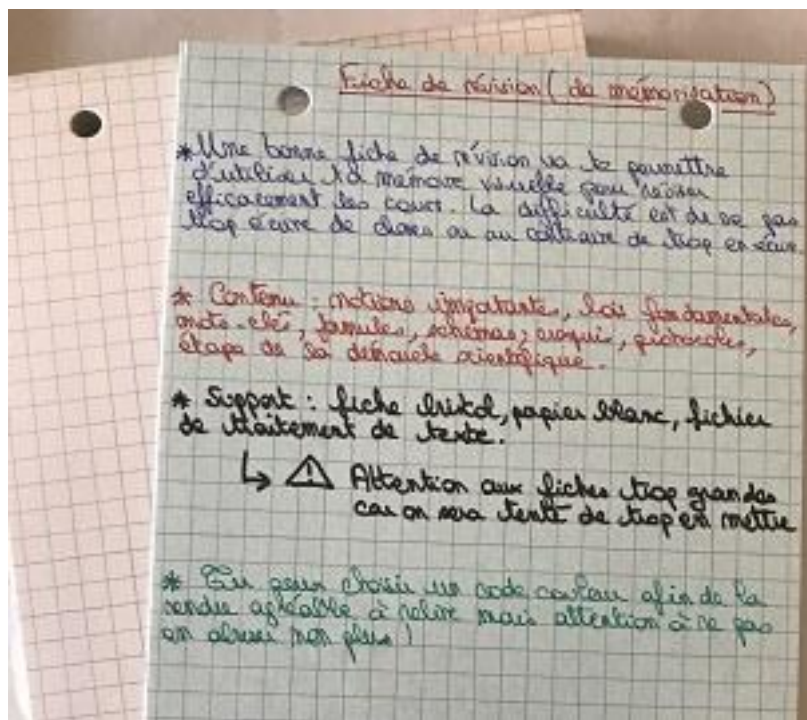 Fiche de révision (de mémorisation)
* Une bonne fiche de révision va te permettre
d'utiliser ta mémoire visuelle pour réviser
efficacement les cours. La difficulté est de ne pas
trop écrire de choses ou au contraire de trop en écrire.
* Contenu : notions importantes, lois fondamentales,
mots-clé, formules, schémas, croquis, protocoles,
étape de la démarche scientifique.
* Support : fiche bristol, papier blanc, fichier
de traitement de texte.
↳ ⚠ Attention aux fiches trop grandes
car on sera tenté de trop en mettre
* Tu peux choisir un code couleur afin de la
rendre agréable à relire mais attention à ne pas
en abuser non plus !